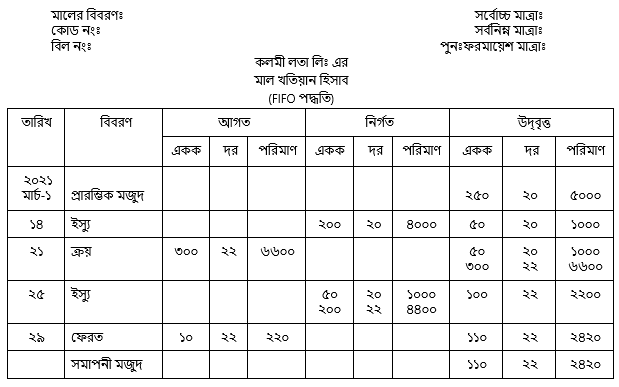 মালের বিবরণঃ সর্বোচ্চ মাত্রাঃ
কোড নংঃ সর্বনিম্ন মাত্রাঃ
বিল নংঃ পুনঃফরমায়েশ মাত্রাঃ
কলমী লতা লিঃ এর
মাল খতিয়ান হিসাব
(FIFO পদ্ধতি)
তারিখ বিবরণ আগত নির্গত উদ্‌বৃত্ত
একক দর পরিমাণ একক দর পরিমাণ একক দর পরিমাণ
২০২১
মার্চ-১ প্রারম্ভিক মজুদ ২৫০ ২০ ৫০০০
১৪ ইস্যু ২০০ ২০ ৪০০০ ৫০ ২০ ১০০০
২১ ক্রয় ৩০০ ২২ ৬৬০০ ৫০ ২০ ১০০০
৩০০ ২২ ৬৬০০
২৫ ইস্যু ৫০ ২০ ১০০০ ১০০ ২২ ২২০০
২০০ ২২ ৪৪০০
২৯ ফেরত ১০ ২২ ২২০ ১১০ ২২ ২৪২০
সমাপনী মজুদ ১১০ ২২ ২৪২০